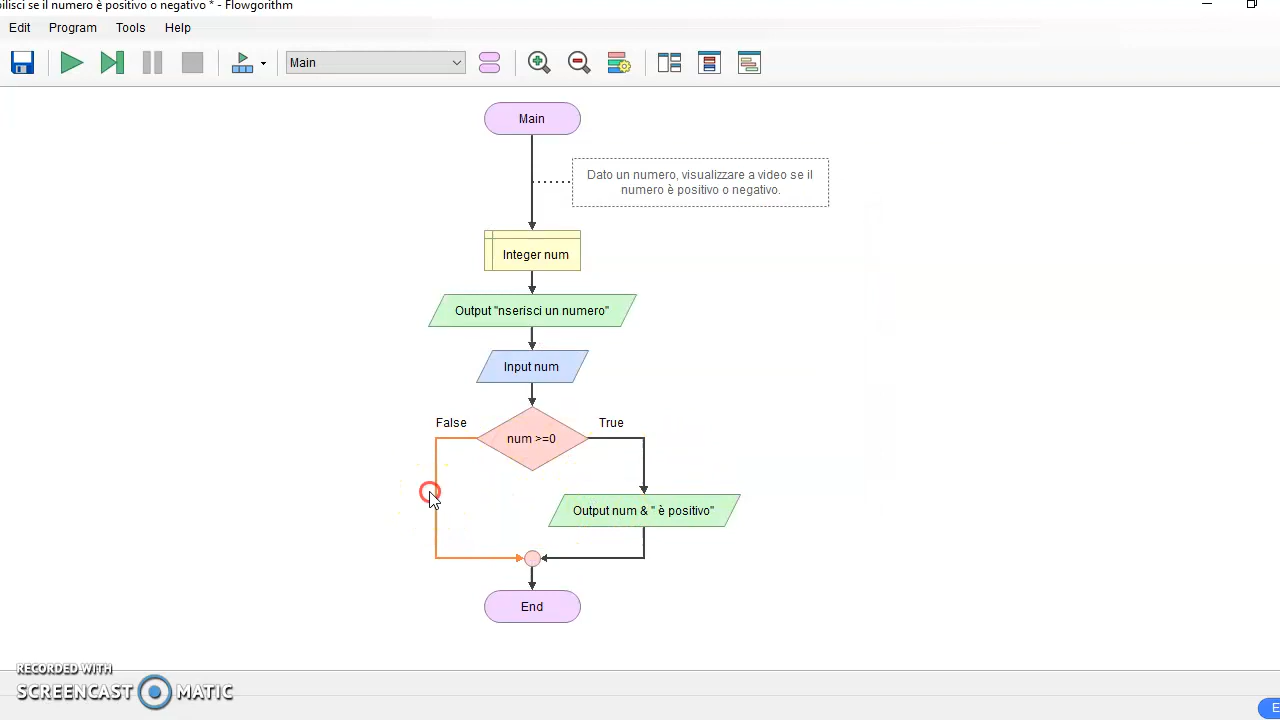 bilisci se il numero è positivo o negativo * - Flowgorithm
Edit Program Tools Help
Main
Main
Dato un numero, visualizzare a video se il
numero è positivo o negativo.
Integer num
Output "nserisci un numero"
Input num
False
True
num >=0
Output num & " è positivo"
End
RECORDED WITH
SCREENCAST MATIC
E